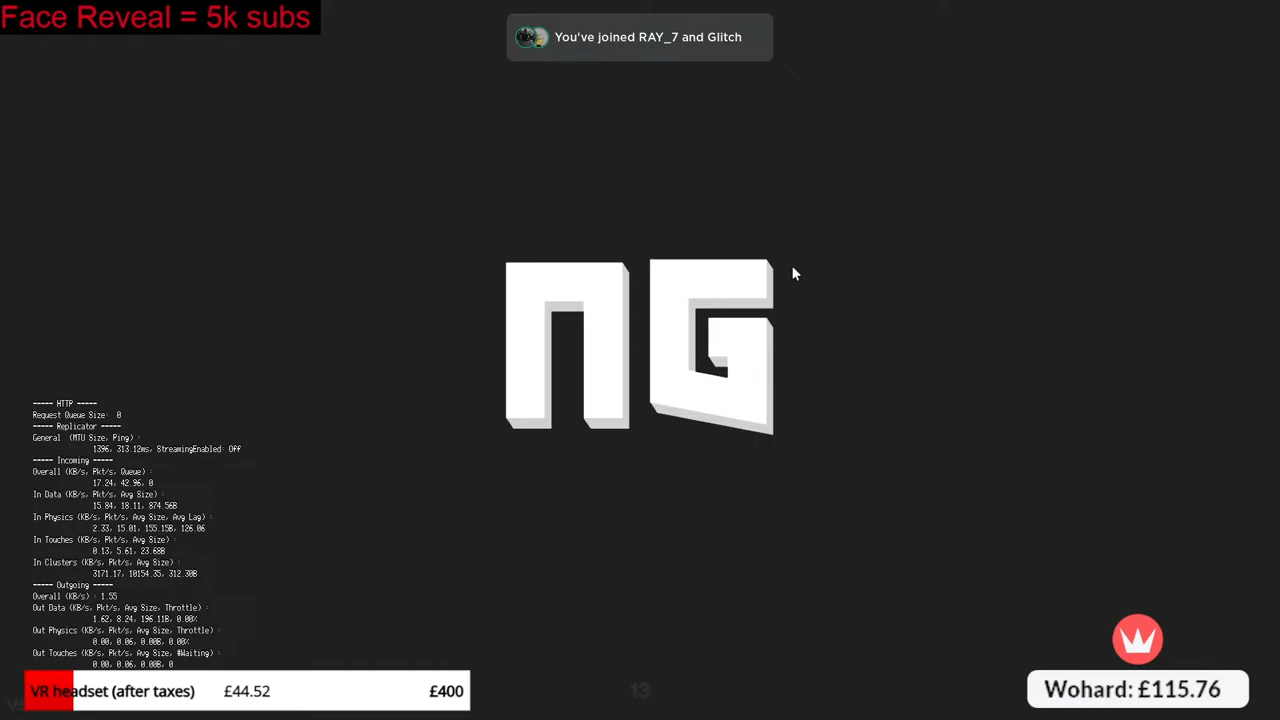 Face Reveal = 5k subs
You've joined RAY_7 and Glitch
NG
----- HTTP -----
Request Queue Size: 0
----- Replicator -----
General (MTU Size, Ping) :
1396, 313.12ms, StreamingEnabled: Off
----- Incoming -----
Overall (KB/s, Pkt/s, Queue) :
17.24, 42.96, 0
In Data (KB/s, Pkt/s, Avg Size) :
15.84, 18.11, 874.56B
In Physics (KB/s, Pkt/s, Avg Size, Avg Lag) :
2.33, 15.01, 155.15B, 126.06
In Touches (KB/s, Pkt/s, Avg Size) :
0.13, 5.61, 23.68B
In Clusters (KB/s, Pkt/s, Avg Size) :
3171.17, 10154.35, 312.30B
----- Outgoing -----
Overall (KB/s) : 1.55
Out Data (KB/s, Pkt/s, Avg Size, Throttle) :
1.62, 8.24, 196.11B, 0.00%
Out Physics (KB/s, Pkt/s, Avg Size, Throttle) :
0.00, 0.06, 0.00B, 0.00%
Out Touches (KB/s, Pkt/s, Avg Size, #Waiting) :
0.00, 0.06, 0.00B, 0
VR headset (after taxes) £44.52 £400
13
Wohard: £115.76